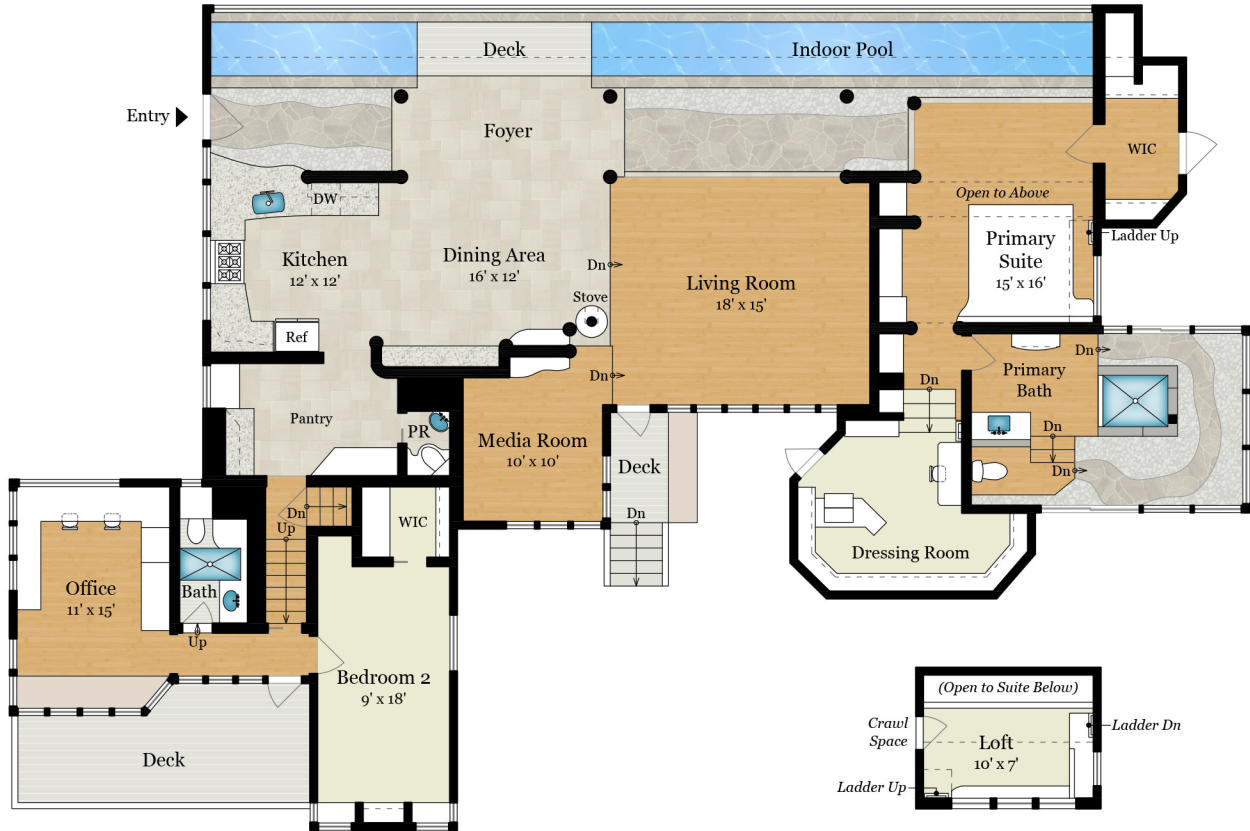 Deck
Indoor Pool
Entry
Foyer
WIC
DW
Open to Above
Ladder Up
Kitchen
12' x 12'
Dining Area
16' x 12'
Dn
Living Room
18' x 15'
Primary
Suite
15' x 16'
Stove
Ref
Dn
Dn
Primary
Bath
Dn
Pantry
PR
Media Room
10' x 10'
Deck
Dn
Dn
Dn
Dn
Up
WIC
Dressing Room
Office
11' x 15'
Bath
Up
Bedroom 2
9' x 18'
Deck
(Open to Suite Below)
Crawl
Space
Loft
10' x 7'
Ladder Dn
Ladder Up